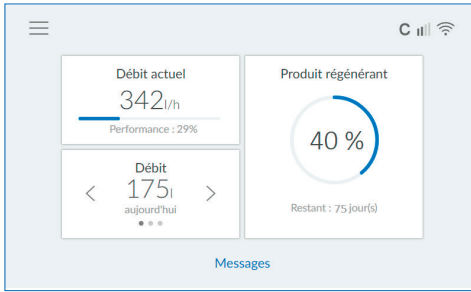 C
Débit actuel
342l/h
Performance : 29%
Débit
175l
aujourd'hui
Produit régénérant
40 %
Restant : 75 jour(s)
Messages